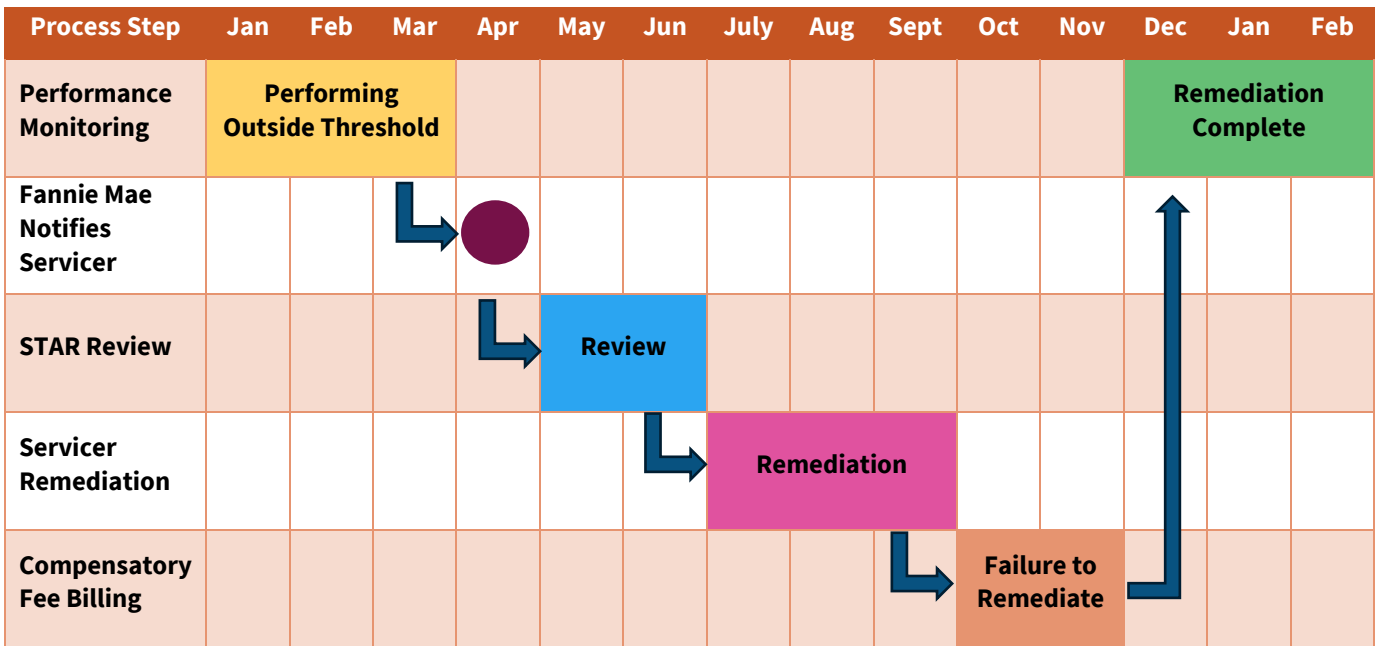 Process Step Jan Feb Mar Apr May Jun July Aug Sept Oct Nov Dec Jan Feb
Performance
Monitoring
Performing
Outside Threshold
Remediation
Complete
Fannie Mae
Notifies
Servicer
STAR Review
Review
Servicer
Remediation
Remediation
Compensatory
Fee Billing
Failure to
Remediate